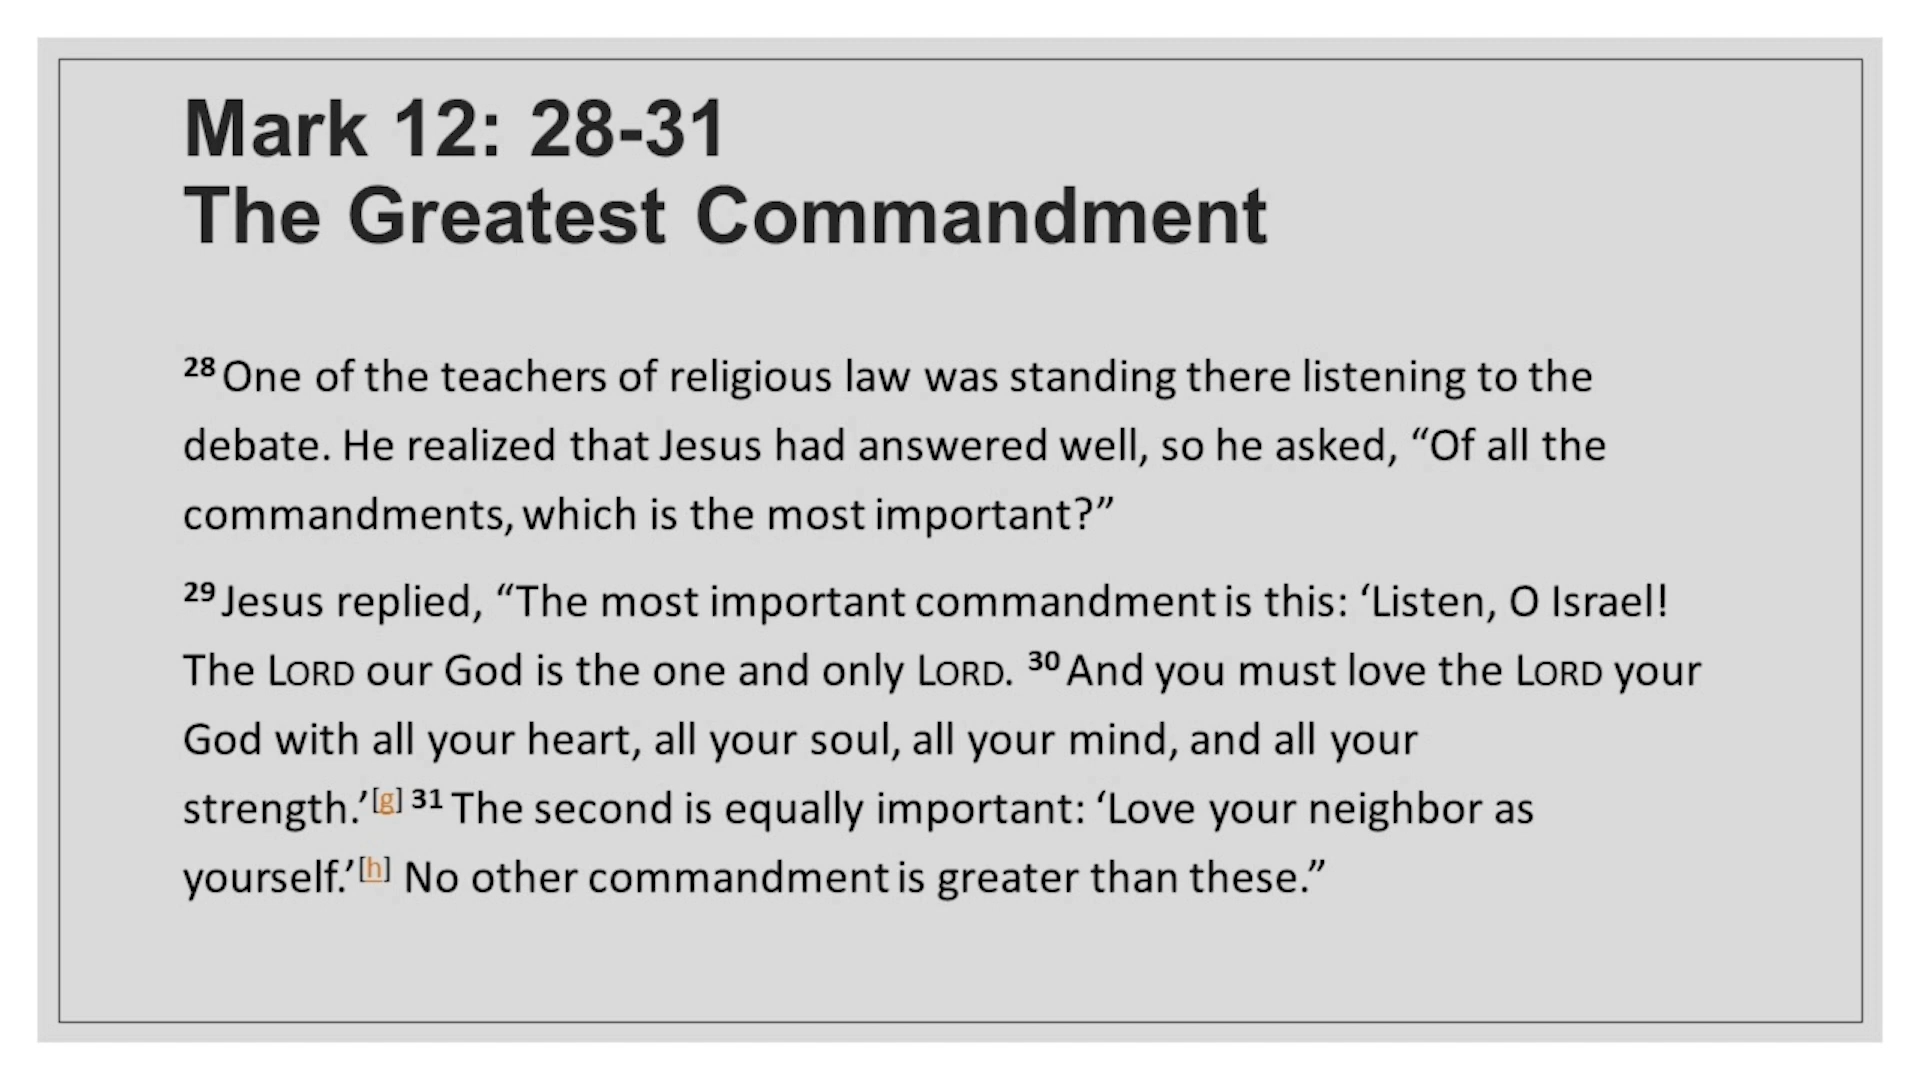 Mark 12: 28-31
The Greatest Commandment
28 One of the teachers of religious law was standing there listening to the
debate. He realized that Jesus had answered well, so he asked, “Of all the
commandments, which is the most important?”
29 Jesus replied, “The most important commandment is this: ‘Listen, O Israel!
The LORD our God is the one and only LORD. 30 And you must love the LORD your
God with all your heart, all your soul, all your mind, and all your
strength.’[g] 31 The second is equally important: ‘Love your neighbor as
yourself.’[h] No other commandment is greater than these.”